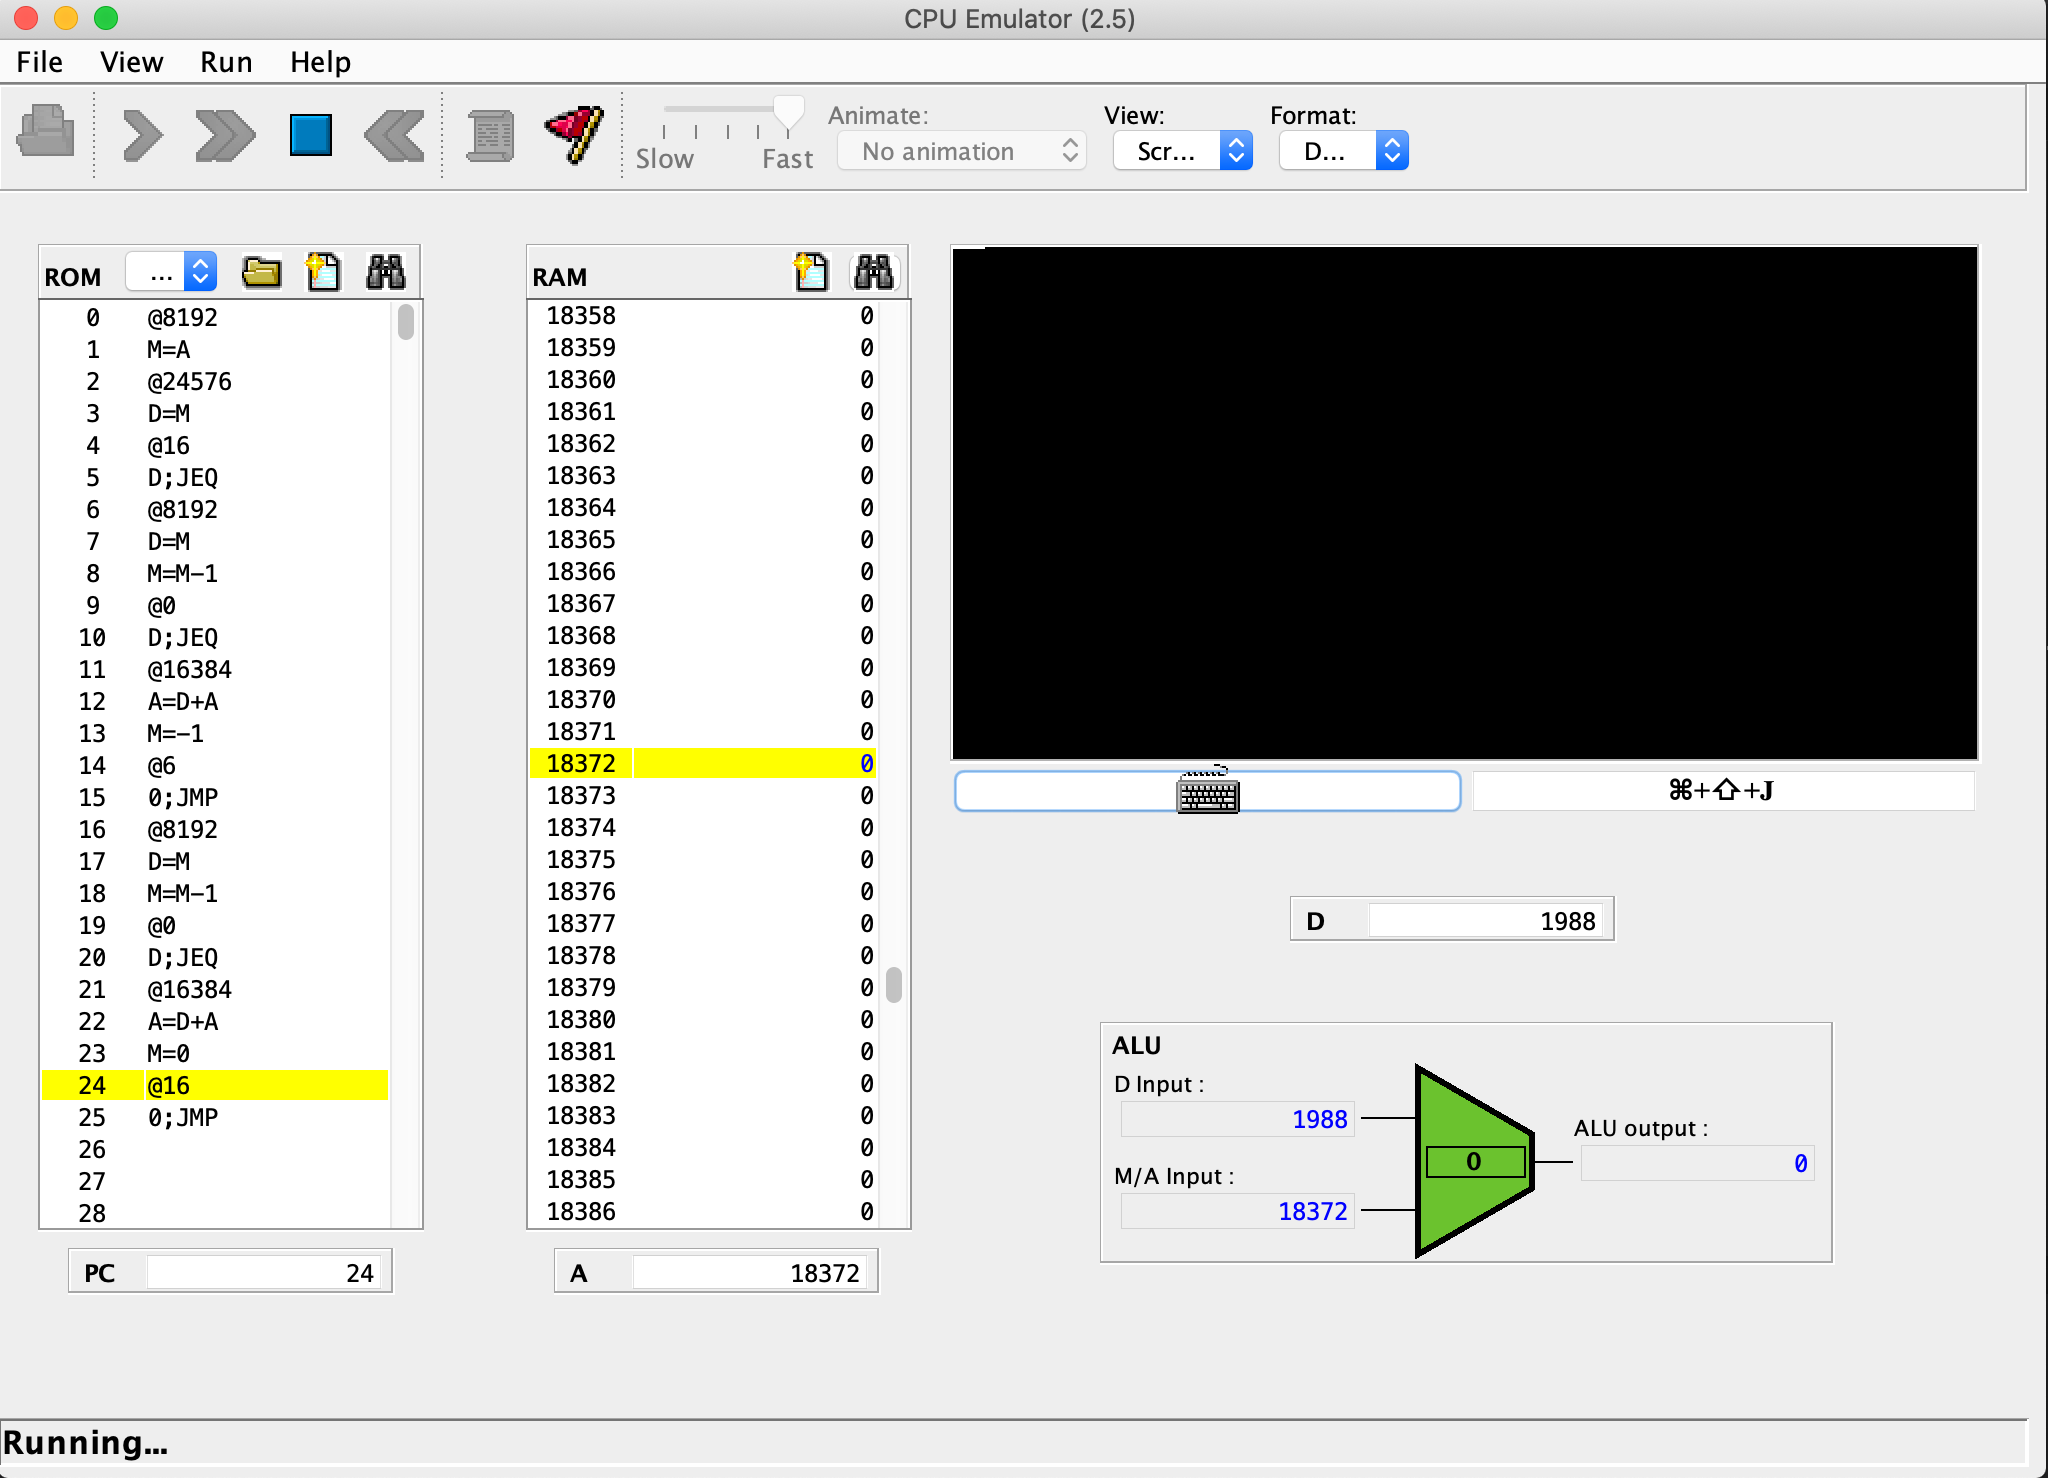 CPU Emulator (2.5)
File View Run Help
Slow Fast
Animate:
No animation
View:
Scr...
Format:
D...
ROM ...
0 @8192
1 M=A
2 @24576
3 D=M
4 @16
5 D;JEQ
6 @8192
7 D=M
8 M=M-1
9 @0
10 D;JEQ
11 @16384
12 A=D+A
13 M=-1
14 @6
15 0;JMP
16 @8192
17 D=M
18 M=M-1
19 @0
20 D;JEQ
21 @16384
22 A=D+A
23 M=0
24 @16
25 0;JMP
26
27
28
PC 24
RAM
18358 0
18359 0
18360 0
18361 0
18362 0
18363 0
18364 0
18365 0
18366 0
18367 0
18368 0
18369 0
18370 0
18371 0
18372 0
18373 0
18374 0
18375 0
18376 0
18377 0
18378 0
18379 0
18380 0
18381 0
18382 0
18383 0
18384 0
18385 0
18386 0
A 18372
⌘+⇧+J
D 1988
ALU
D Input :
1988
M/A Input :
18372
0
ALU output :
0
Running...